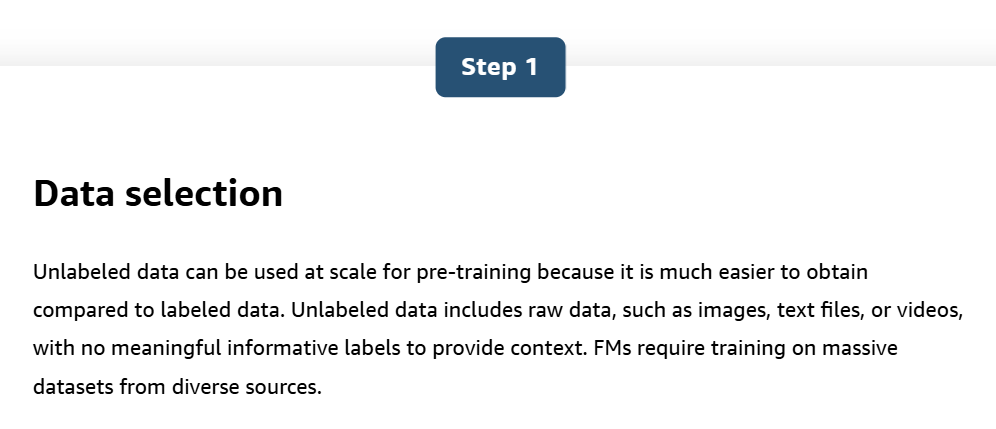 Step 1
Data selection
Unlabeled data can be used at scale for pre-training because it is much easier to obtain
compared to labeled data. Unlabeled data includes raw data, such as images, text files, or videos,
with no meaningful informative labels to provide context. FMs require training on massive
datasets from diverse sources.